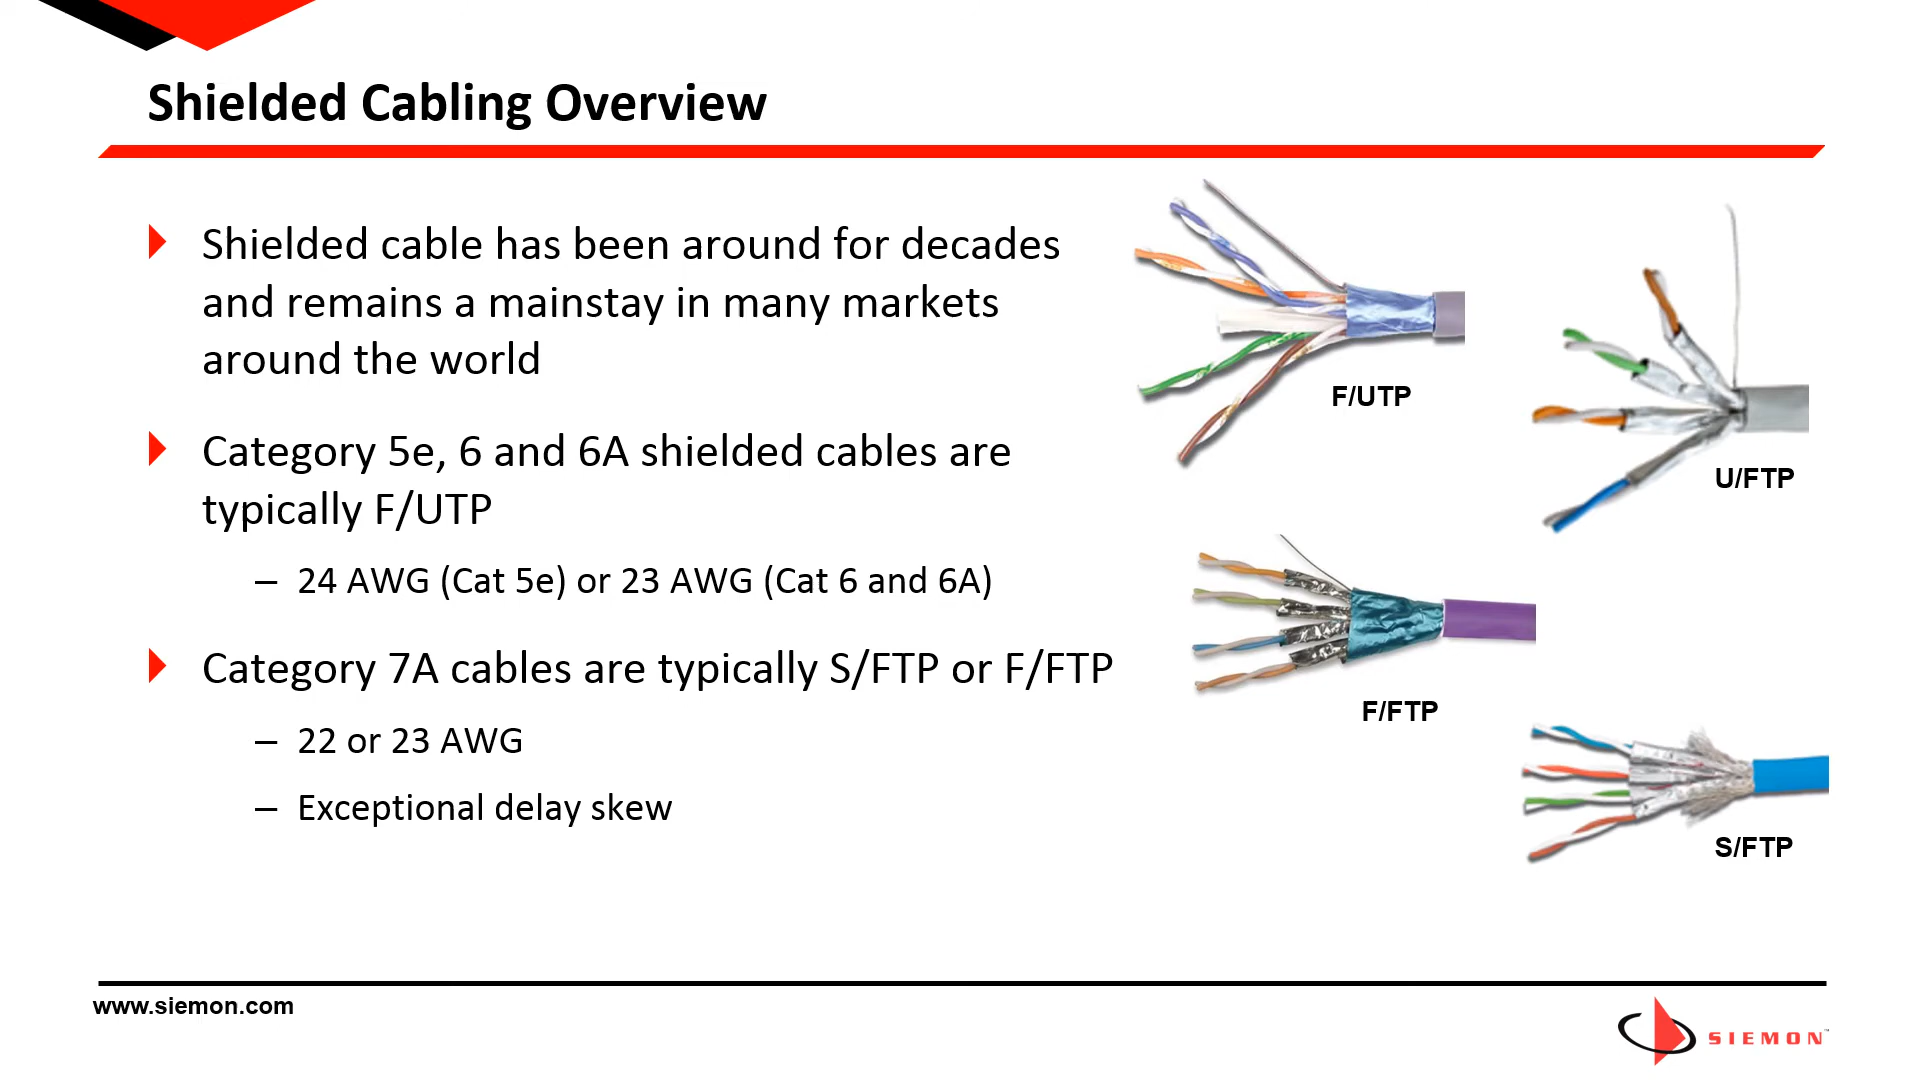 Shielded Cabling Overview
Shielded cable has been around for decades
and remains a mainstay in many markets
around the world
Category 5e, 6 and 6A shielded cables are
typically F/UTP
– 24 AWG (Cat 5e) or 23 AWG (Cat 6 and 6A)
Category 7A cables are typically S/FTP or F/FTP
– 22 or 23 AWG
– Exceptional delay skew
F/UTP
U/FTP
F/FTP
S/FTP
www.siemon.com
SIEMON™